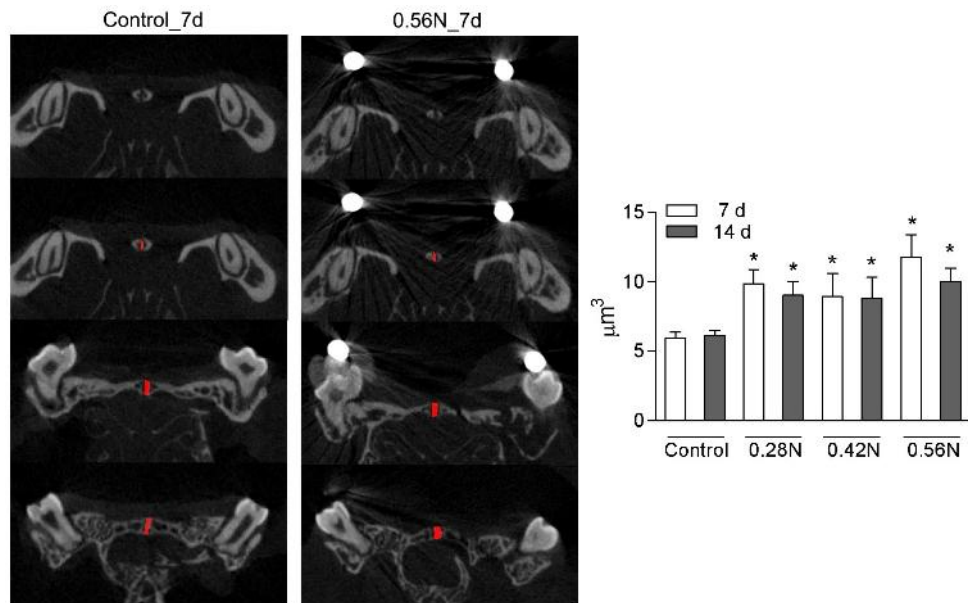 Control_7d
0.56N_7d
15
10
5
0
μm³
7 d
14 d
*
*
*
*
*
*
Control
0.28N
0.42N
0.56N